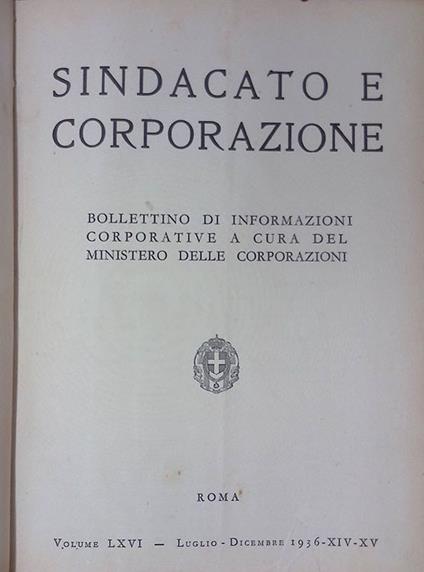 SINDACATO E
CORPORAZIONE
BOLLETTINO DI INFORMAZIONI
CORPORATIVE A CURA DEL
MINISTERO DELLE CORPORAZIONI
ROMA
VOLUME LXVI — LUGLIO - DICEMBRE 1936-XIV-XV